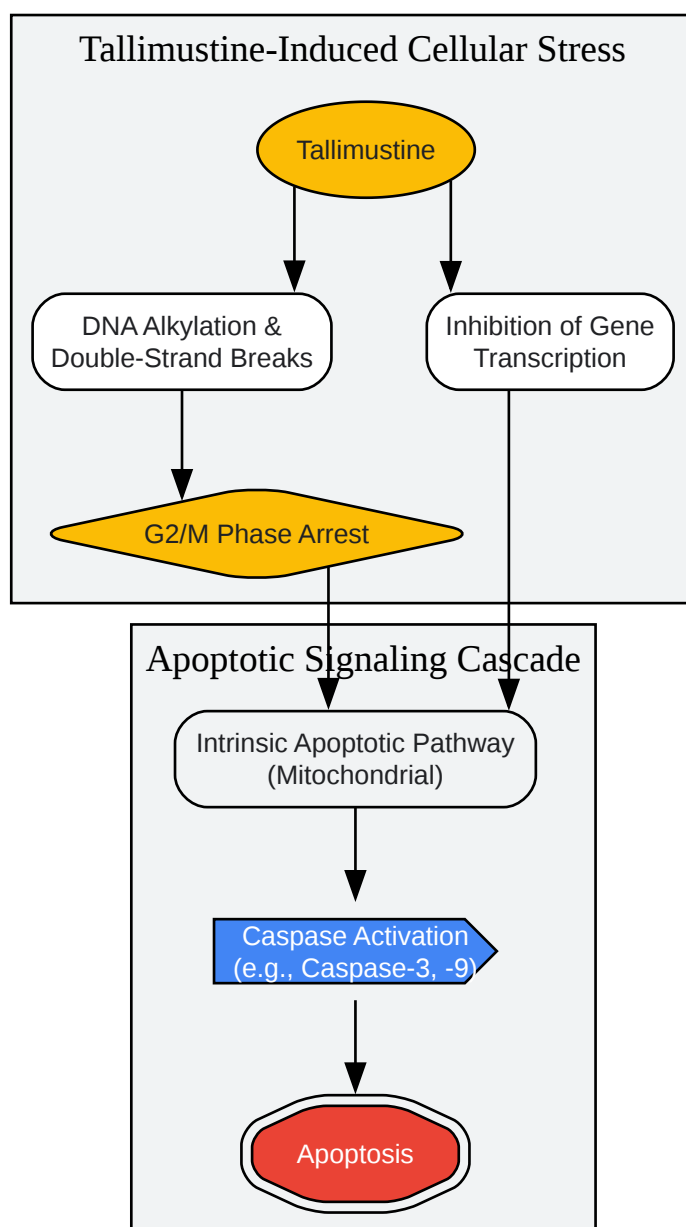 Tallimustine-Induced Cellular Stress
Tallimustine
DNA Alkylation &
Double-Strand Breaks
Inhibition of Gene
Transcription
G2/M Phase Arrest
Apoptotic Signaling Cascade
Intrinsic Apoptotic Pathway
(Mitochondrial)
Caspase Activation
(e.g., Caspase-3, -9)
Apoptosis